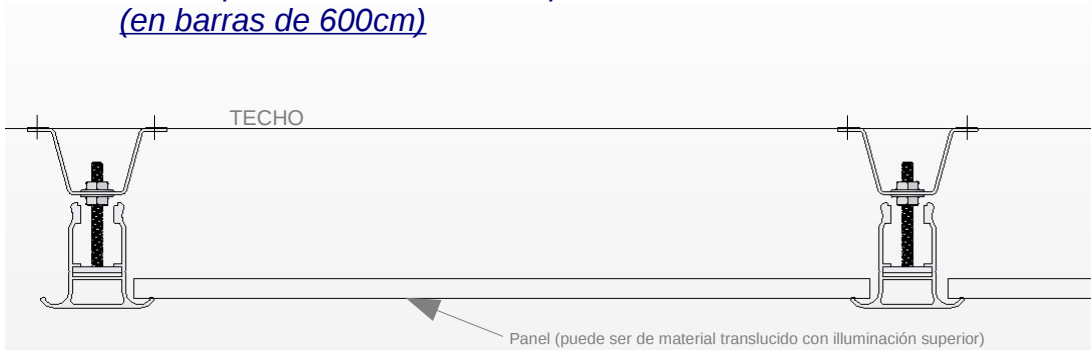 (en barras de 600cm)
TECHO
Panel (puede ser de material translucido con illuminación superior)